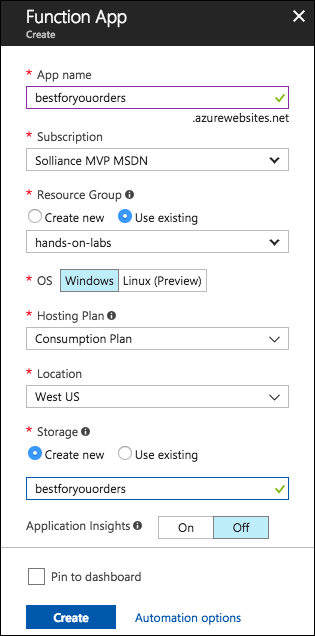 Function App
Create
* App name
bestforyouorders
.azurewebsites.net
* Subscription
Solliance MVP MSDN
* Resource Group
Create new Use existing
hands-on-labs
* OS Windows Linux (Preview)
* Hosting Plan
Consumption Plan
* Location
West US
* Storage
Create new Use existing
bestforyouorders
Application Insights On Off
Pin to dashboard
Create Automation options